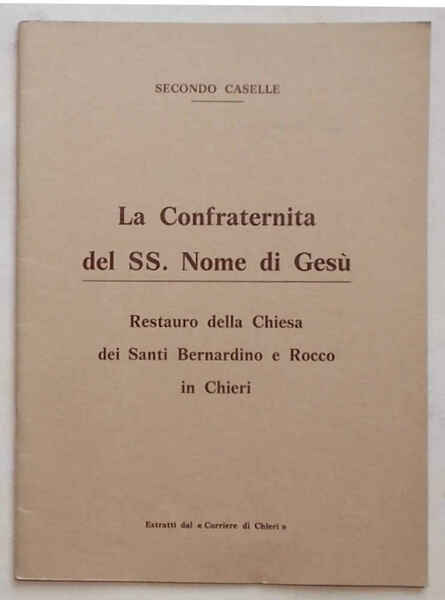 SECONDO CASELLE
La Confraternita
del SS. Nome di Gesù
Restauro della Chiesa
dei Santi Bernardino e Rocco
in Chieri
Estratti dal « Corriere di Chieri »